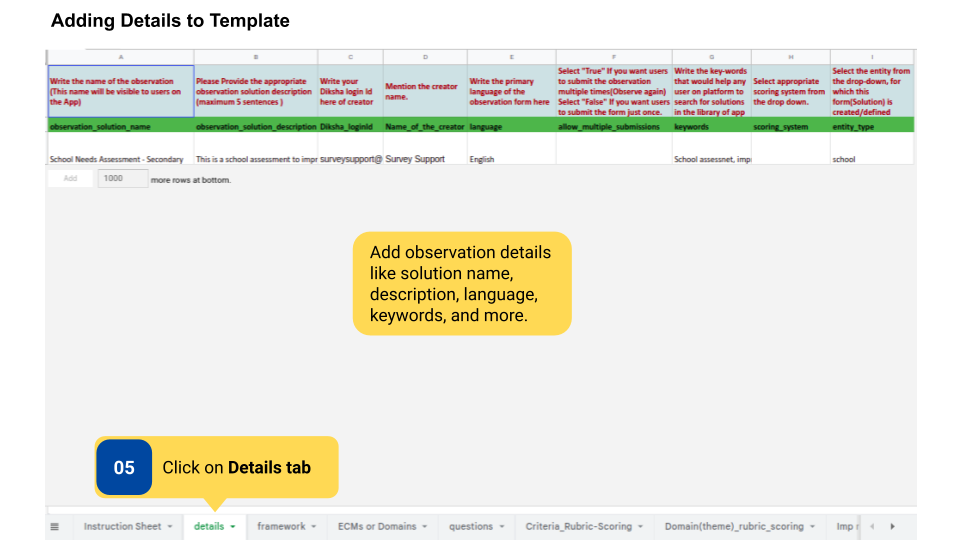 Adding Details to Template
A B C D E F G H I
Write the name of the observation
(This name will be visible to users on
the App)
Please Provide the appropriate
observation solution description
(maximum 5 sentences )
Write your
Diksha login Id
here of creator
Mention the creator
name.
Write the primary
language of the
observation form here
Select "True" If you want users
to submit the observation
multiple times(Observe again)
Select "False" If you want users
to submit the form just once.
Write the key-words
that would help any
user on platform to
search for solutions
in the library of app
Select appropriate
scoring system from
the drop down.
Select the entity from
the drop-down, for
which this
form(Solution) is
created/defined
observation_solution_name observation_solution_description Diksha_loginId Name_of_the_creator language allow_multiple_submissions keywords scoring_system entity_type
School Needs Assessment - Secondary This is a school assessment to impr surveysupport@ Survey Support English School assessnet, impr school
Add 1000 more rows at bottom.
Add observation details
like solution name,
description, language,
keywords, and more.
05 Click on Details tab
Instruction Sheet details framework ECMs or Domains questions Criteria_Rubric-Scoring Domain(theme)_rubric_scoring Imp